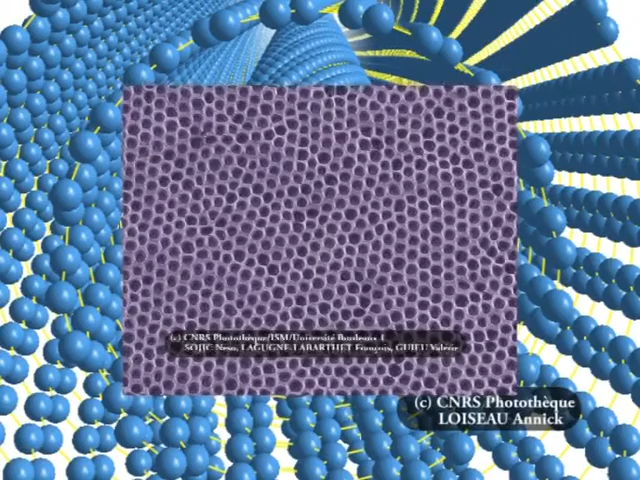 (c) CNRS Photothèque/ISM/Université Bordeaux 1
SOJIC Neso, LAGUGNE-LABARTHET François, GUIEU Valérie
(c) CNRS Photothèque
LOISEAU Annick